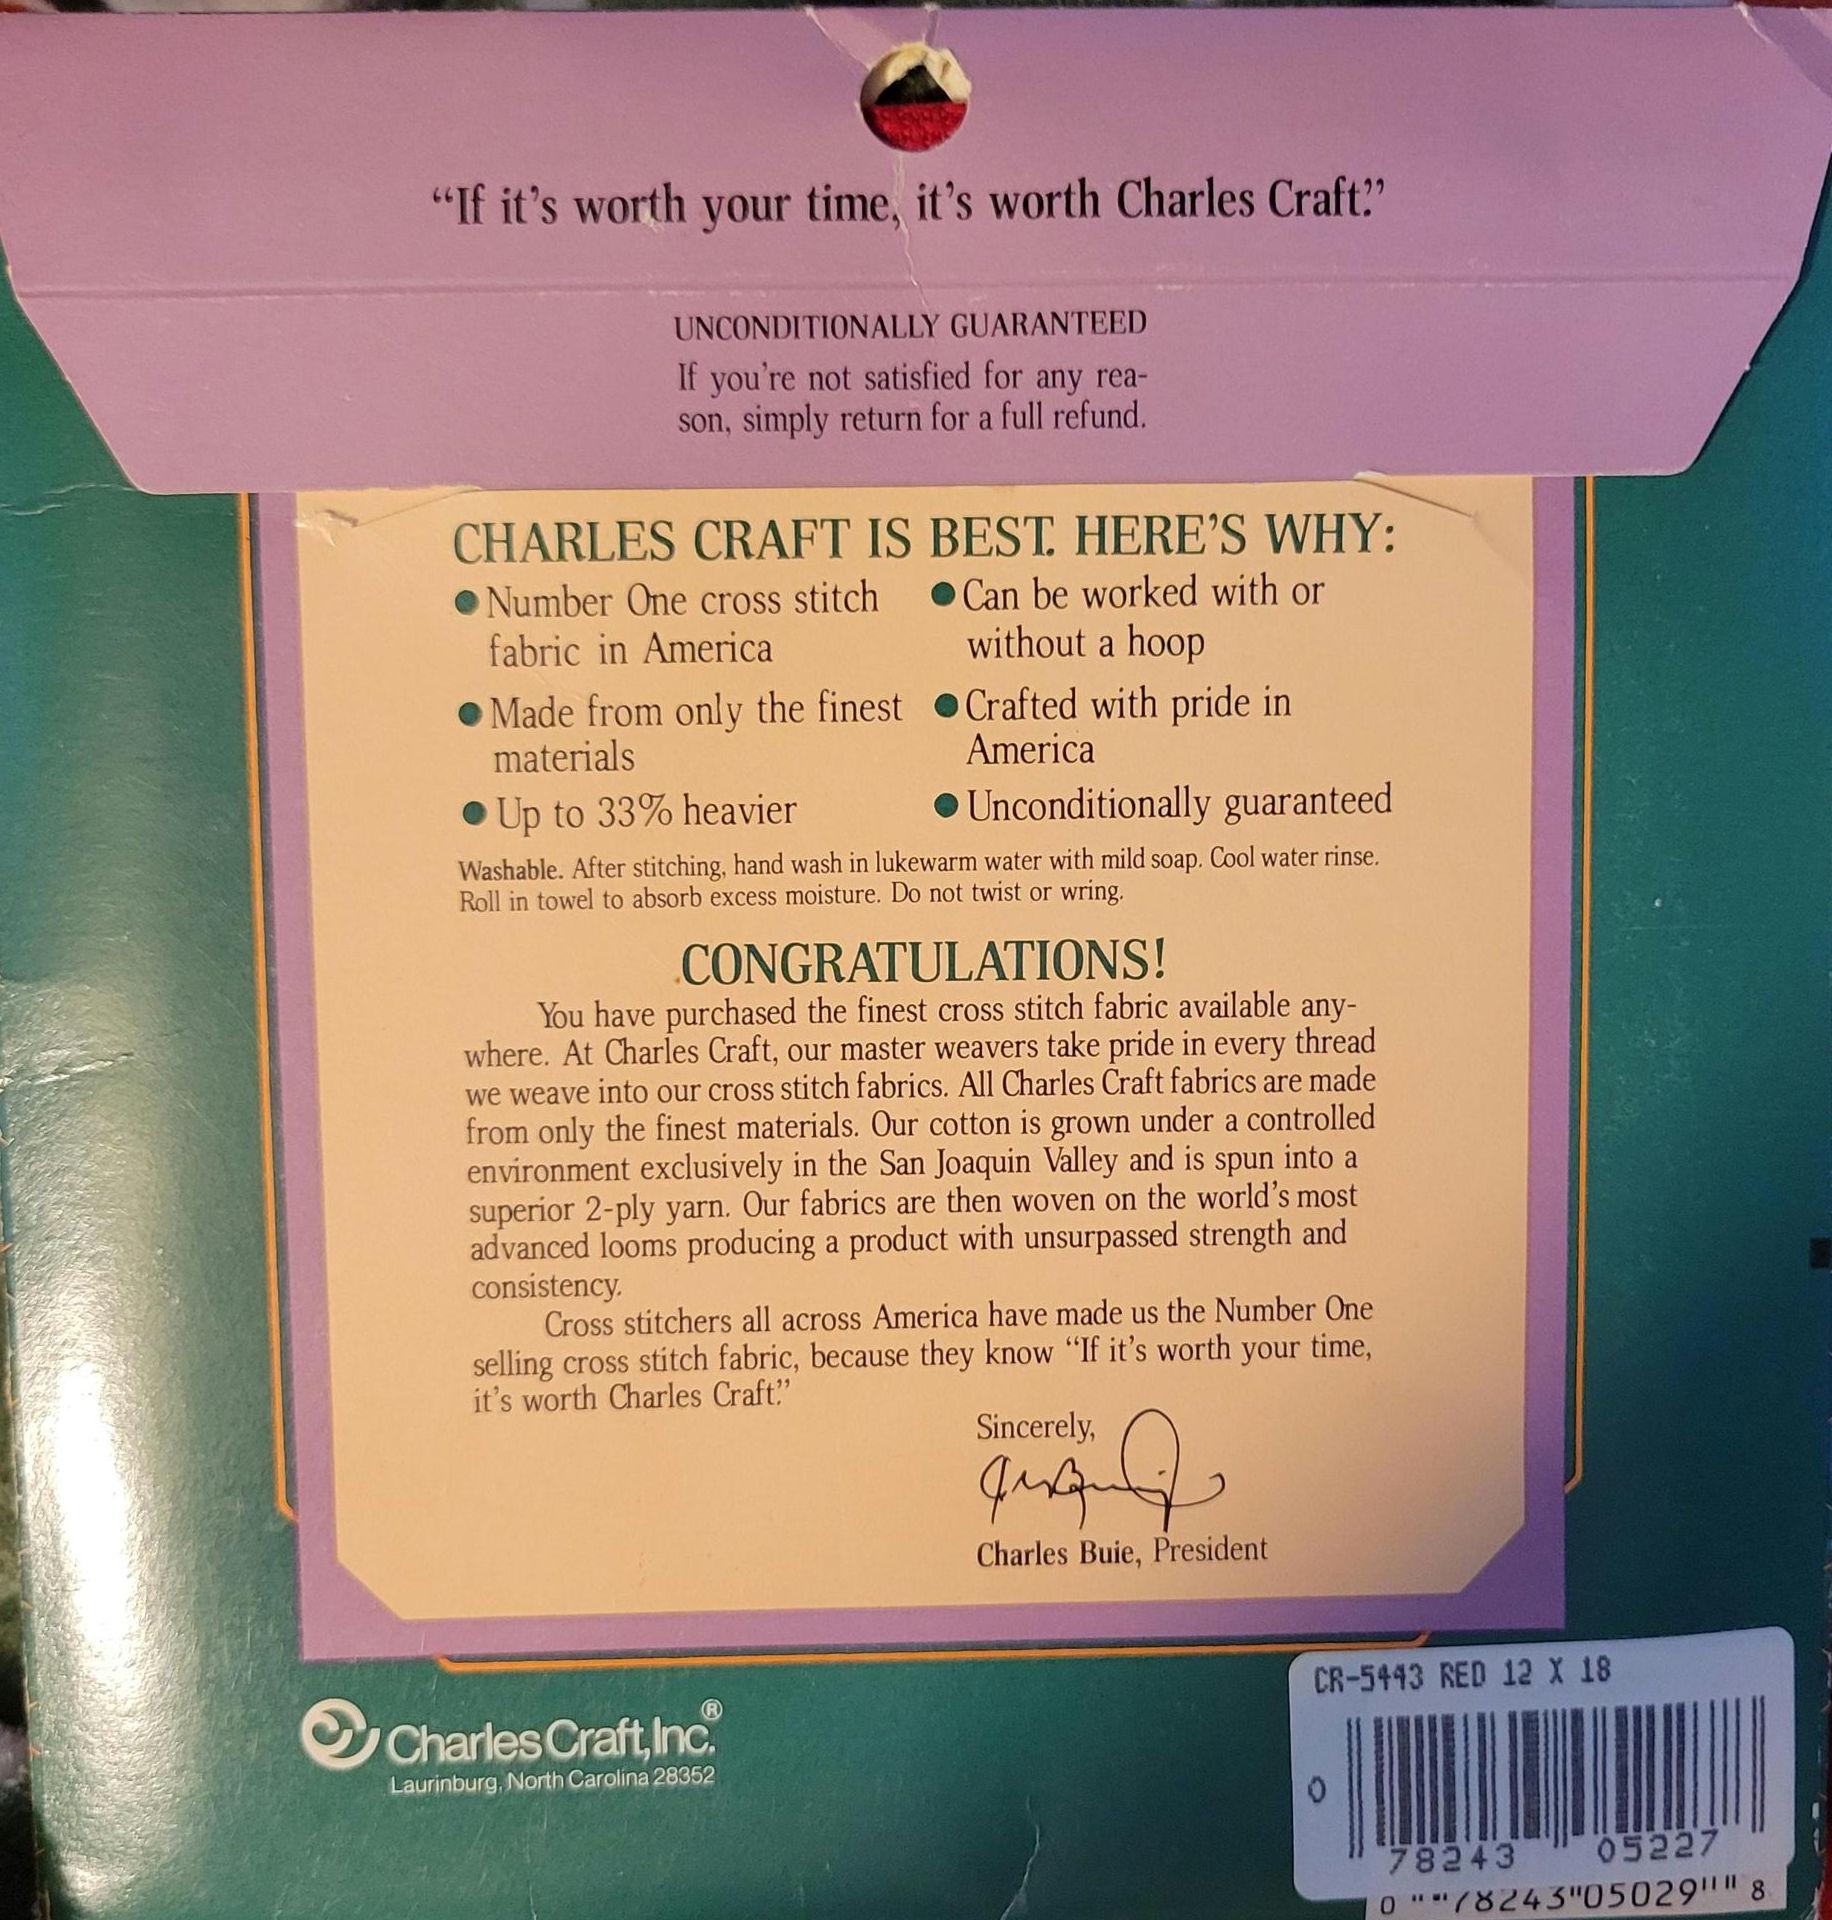 “If it’s worth your time, it’s worth Charles Craft.”
UNCONDITIONALLY GUARANTEED
If you’re not satisfied for any rea-
son, simply return for a full refund.
CHARLES CRAFT IS BEST. HERE’S WHY:
● Number One cross stitch
fabric in America
● Made from only the finest
materials
● Up to 33% heavier
● Can be worked with or
without a hoop
● Crafted with pride in
America
● Unconditionally guaranteed
Washable. After stitching, hand wash in lukewarm water with mild soap. Cool water rinse.
Roll in towel to absorb excess moisture. Do not twist or wring.
CONGRATULATIONS!
You have purchased the finest cross stitch fabric available any-
where. At Charles Craft, our master weavers take pride in every thread
we weave into our cross stitch fabrics. All Charles Craft fabrics are made
from only the finest materials. Our cotton is grown under a controlled
environment exclusively in the San Joaquin Valley and is spun into a
superior 2-ply yarn. Our fabrics are then woven on the world’s most
advanced looms producing a product with unsurpassed strength and
consistency.
Cross stitchers all across America have made us the Number One
selling cross stitch fabric, because they know “If it’s worth your time,
it’s worth Charles Craft.”
Sincerely,
Charles Buie, President
Charles Craft, Inc.®
Laurinburg, North Carolina 28352
CR-5443 RED 12 X 18
0 78243 05227
0 78243 05029 8